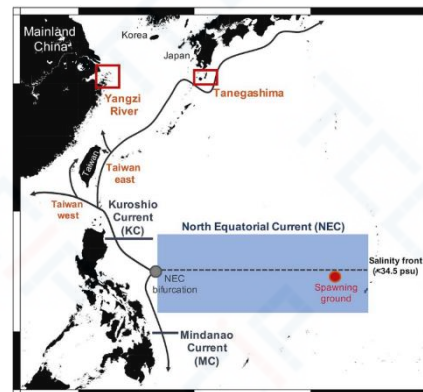 Mainland
China
Korea
Japan
Yangzi
River
Tanegashima
Taiwan
Taiwan
east
Taiwan
west
Kuroshio
Current
(KC)
North Equatorial Current (NEC)
Salinity front
(<34.5 psu)
NEC
bifurcation
Spawning
ground
Mindanao
Current
(MC)